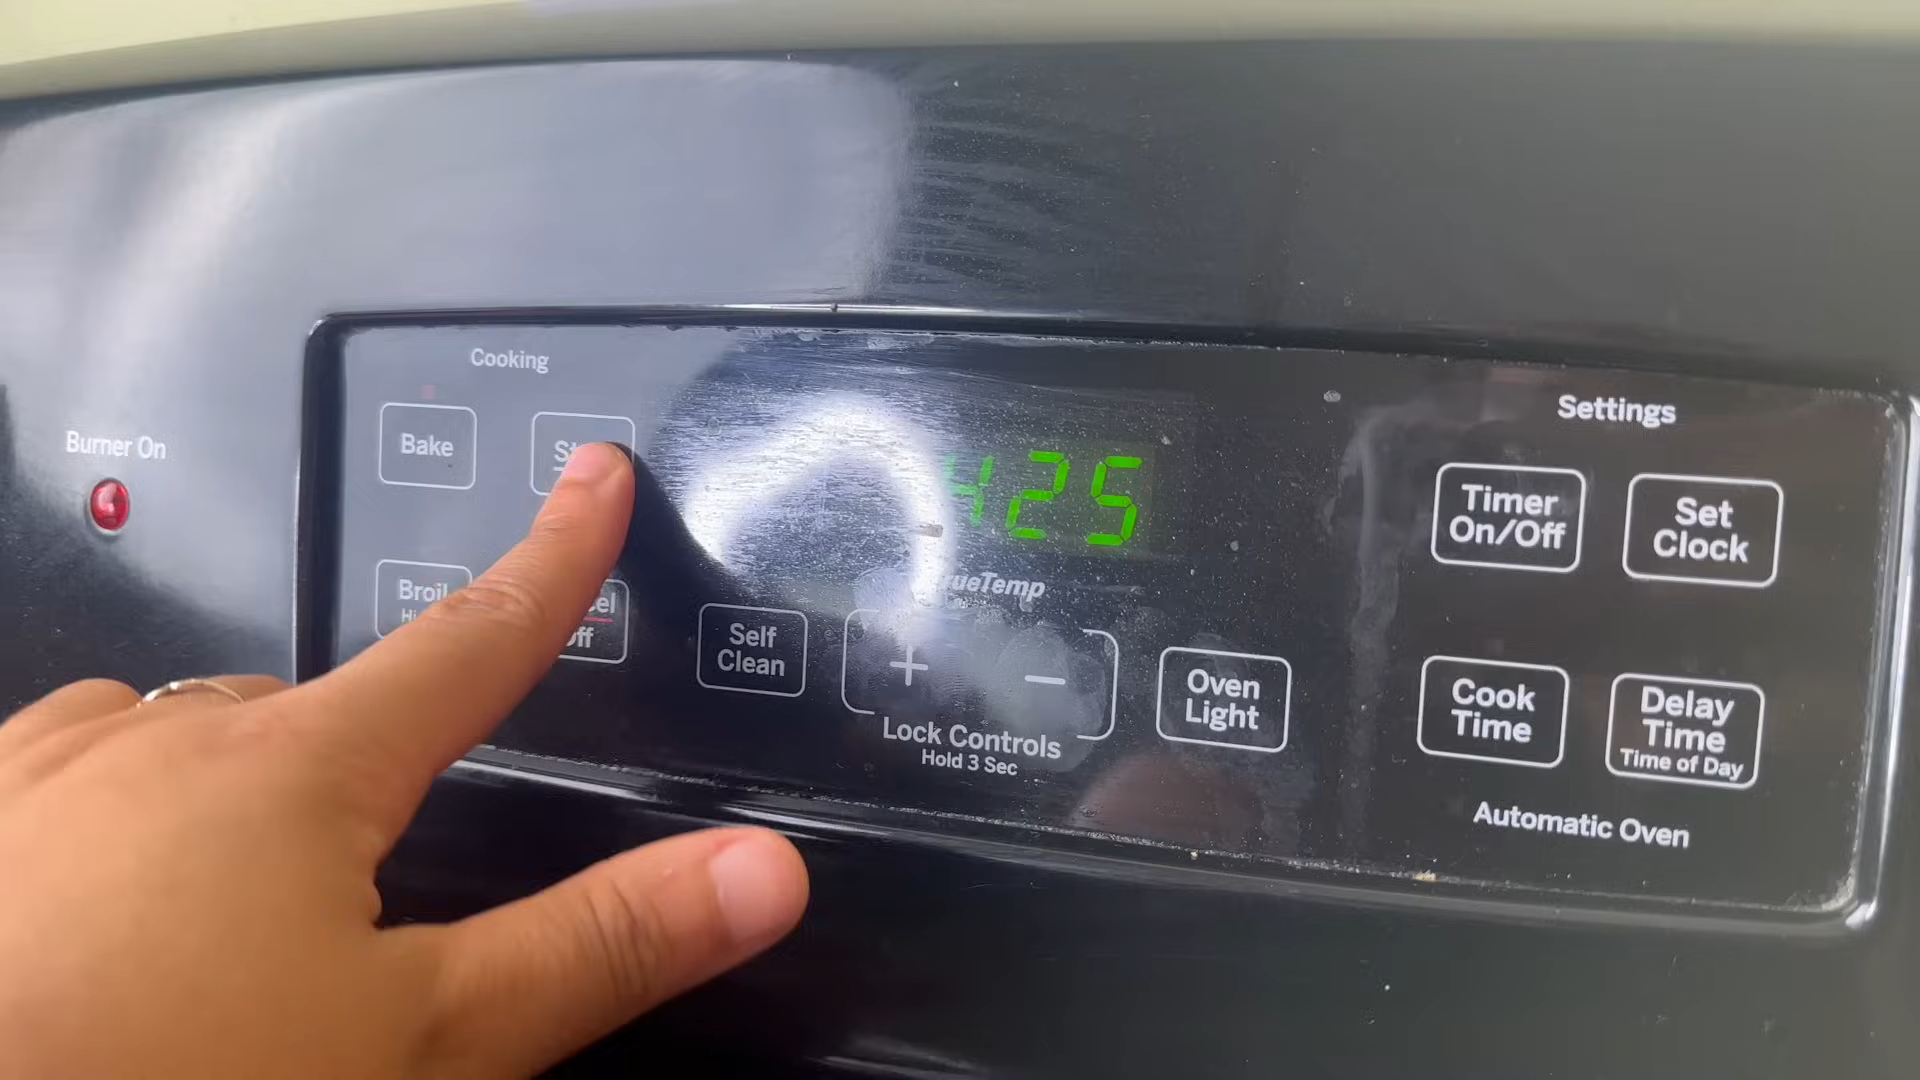 Cooking
Burner On
Bake
425
Settings
Timer
On/Off
Set
Clock
Broil
Self
Clean
+
−
Lock Controls
Hold 3 Sec
Oven
Light
Cook
Time
Delay
Time
Time of Day
Automatic Oven